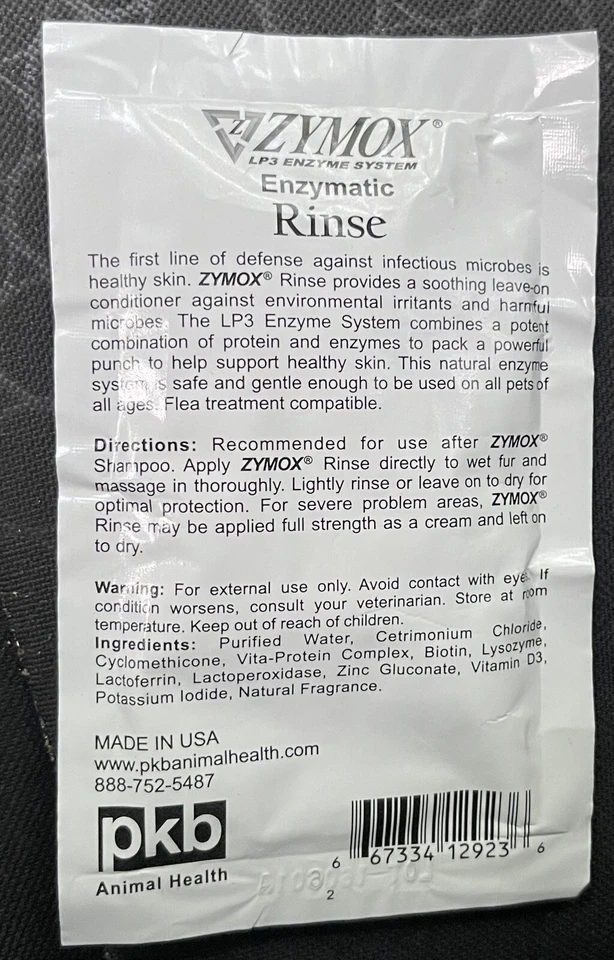 Z ZYMOX®
LP3 ENZYME SYSTEM
Enzymatic
Rinse
The first line of defense against infectious microbes is
healthy skin. ZYMOX® Rinse provides a soothing leave-on
conditioner against environmental irritants and harmful
microbes. The LP3 Enzyme System combines a potent
combination of protein and enzymes to pack a powerful
punch to help support healthy skin. This natural enzyme
system is safe and gentle enough to be used on all pets of
all ages. Flea treatment compatible.
Directions: Recommended for use after ZYMOX®
Shampoo. Apply ZYMOX® Rinse directly to wet fur and
massage in thoroughly. Lightly rinse or leave on to dry for
optimal protection. For severe problem areas, ZYMOX®
Rinse may be applied full strength as a cream and left on
to dry.
Warning: For external use only. Avoid contact with eye. If
condition worsens, consult your veterinarian. Store at room
temperature. Keep out of reach of children.
Ingredients: Purified Water, Cetrimonium Chloride,
Cyclomethicone, Vita-Protein Complex, Biotin, Lysozyme,
Lactoferrin, Lactoperoxidase, Zinc Gluconate, Vitamin D3,
Potassium Iodide, Natural Fragrance.
MADE IN USA
www.pkbanimalhealth.com
888-752-5487
pkb
Animal Health
6 67334 12923 6
2